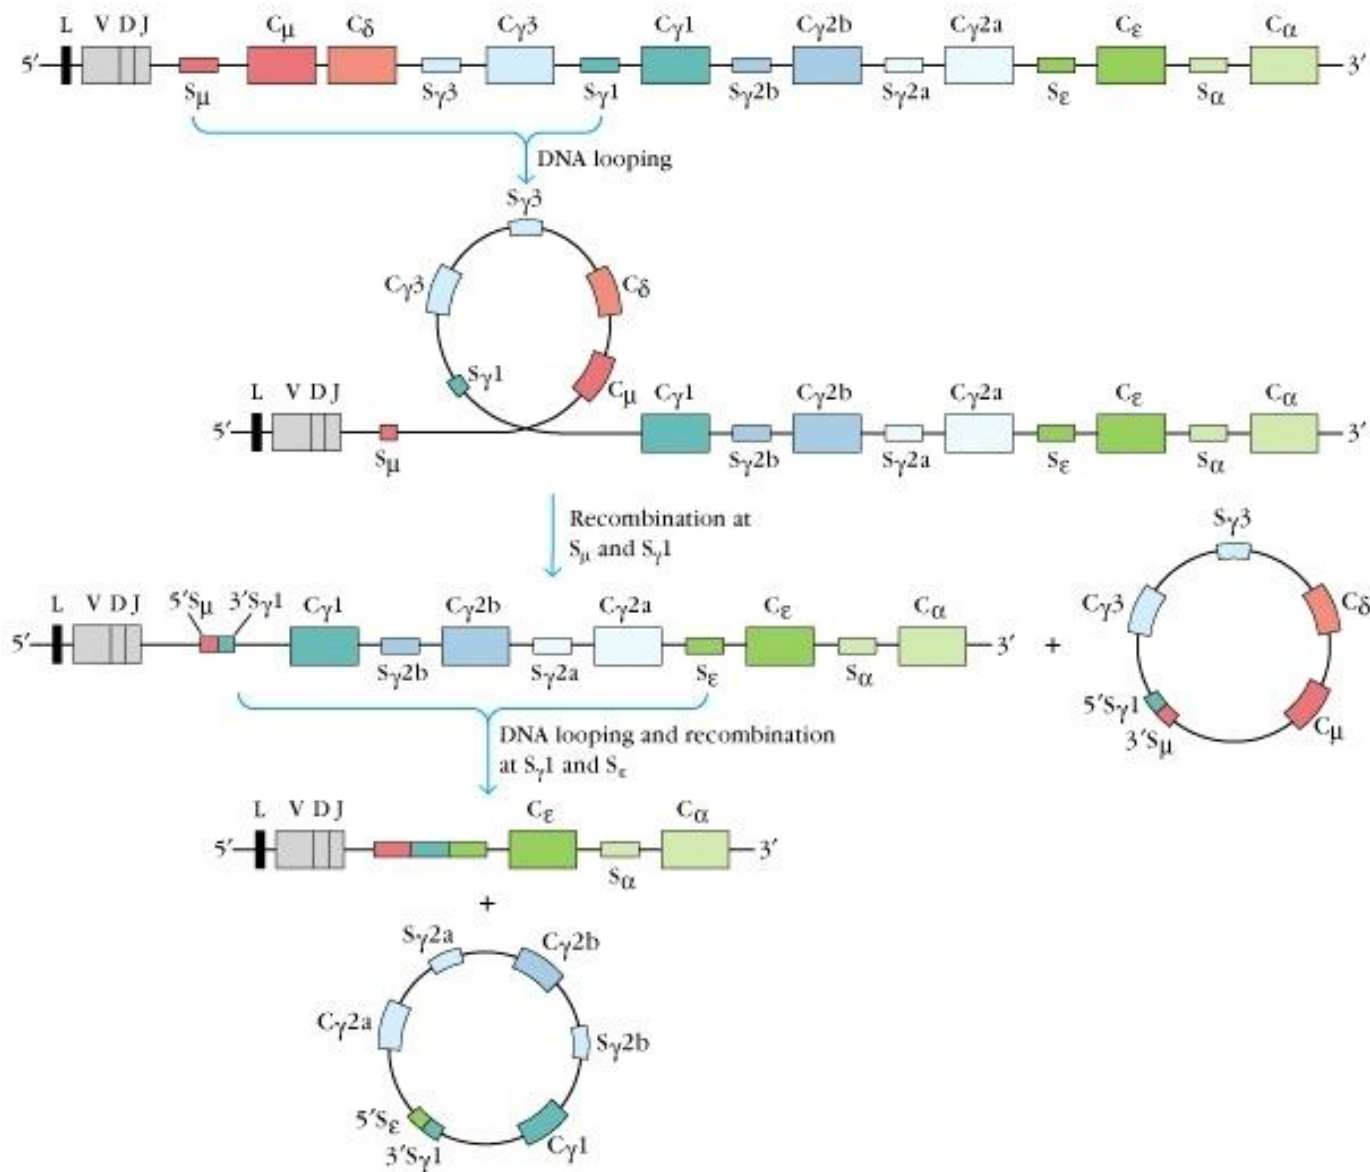 L V D J Cμ Cδ Cγ3 Cγ1 Cγ2b Cγ2a Cε Cα
5′ 3′
Sμ Sγ3 Sγ1 Sγ2b Sγ2a Sε Sα
DNA looping
Sγ3
Cγ3 Cδ
Sγ1 Cμ
L V D J Cγ1 Cγ2b Cγ2a Cε Cα
5′ 3′
Sμ Sγ2b Sγ2a Sε Sα
Recombination at
Sμ and Sγ1
Sγ3
Cγ3 Cδ
5′Sγ1
3′Sμ Cμ
L V D J 5′Sμ 3′Sγ1 Cγ1 Cγ2b Cγ2a Cε Cα
5′ 3′ +
Sγ2b Sγ2a Sε Sα
DNA looping and recombination
at Sγ1 and Sε
L V D J Cε Cα
5′ 3′
Sα
+
Sγ2a Cγ2b
Cγ2a Sγ2b
5′Sε
3′Sγ1 Cγ1